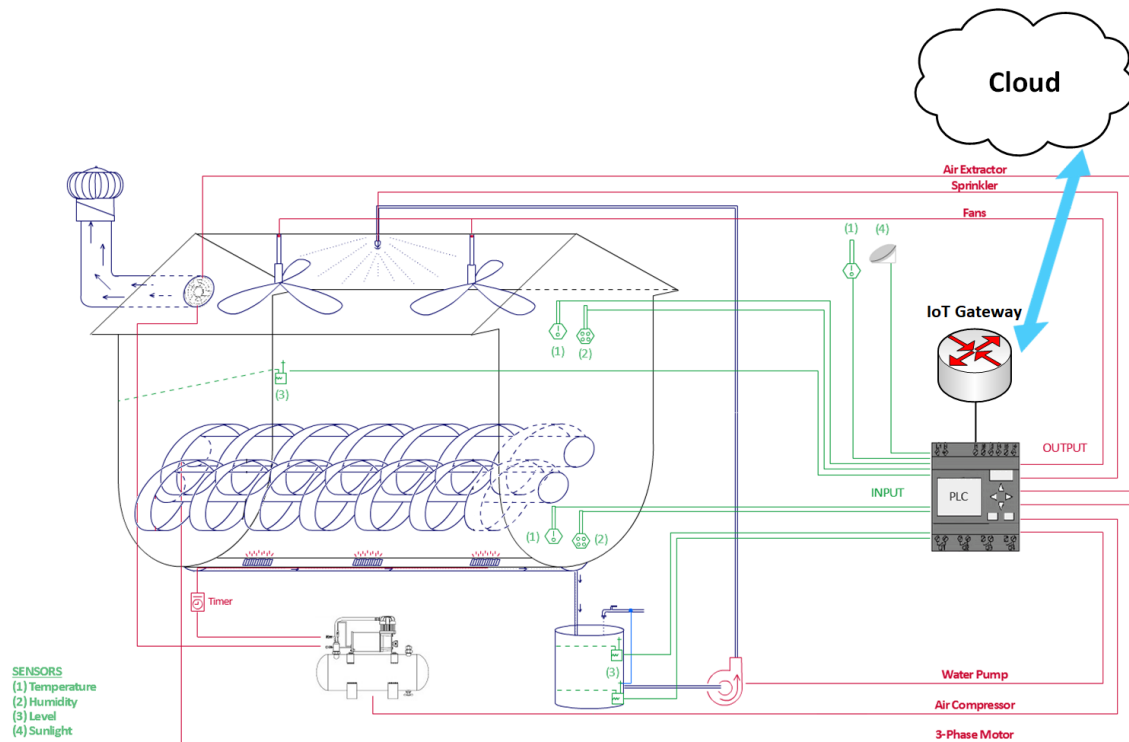 Cloud
Air Extractor
Sprinkler
Fans
(1)
(4)
IoT Gateway
(1)
(2)
(3)
OUTPUT
INPUT
PLC
(1)
(2)
Timer
(3)
SENSORS
(1) Temperature
(2) Humidity
(3) Level
(4) Sunlight
Water Pump
Air Compressor
3-Phase Motor